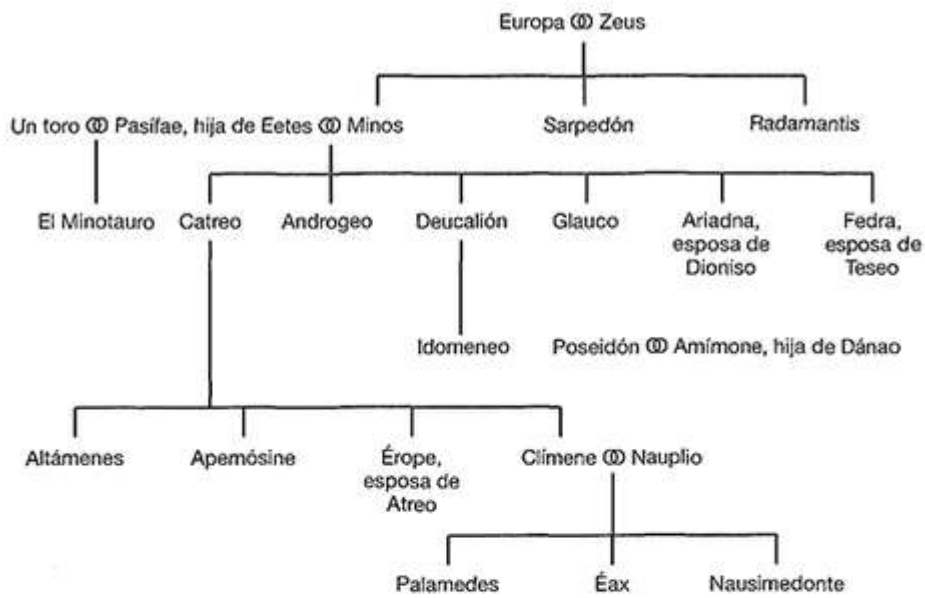 Europa ⚭ Zeus
Un toro ⚭ Pasífae, hija de Eetes ⚭ Minos
Sarpedón
Radamantis
El Minotauro
Catreo
Androgeo
Deucalión
Glauco
Ariadna,
esposa de
Dioniso
Fedra,
esposa de
Teseo
Idomeneo
Poseidón ⚭ Amímone, hija de Dánao
Altámenes
Apemósine
Érope,
esposa de
Atreo
Clímene ⚭ Nauplio
Palamedes
Éax
Nausimedonte